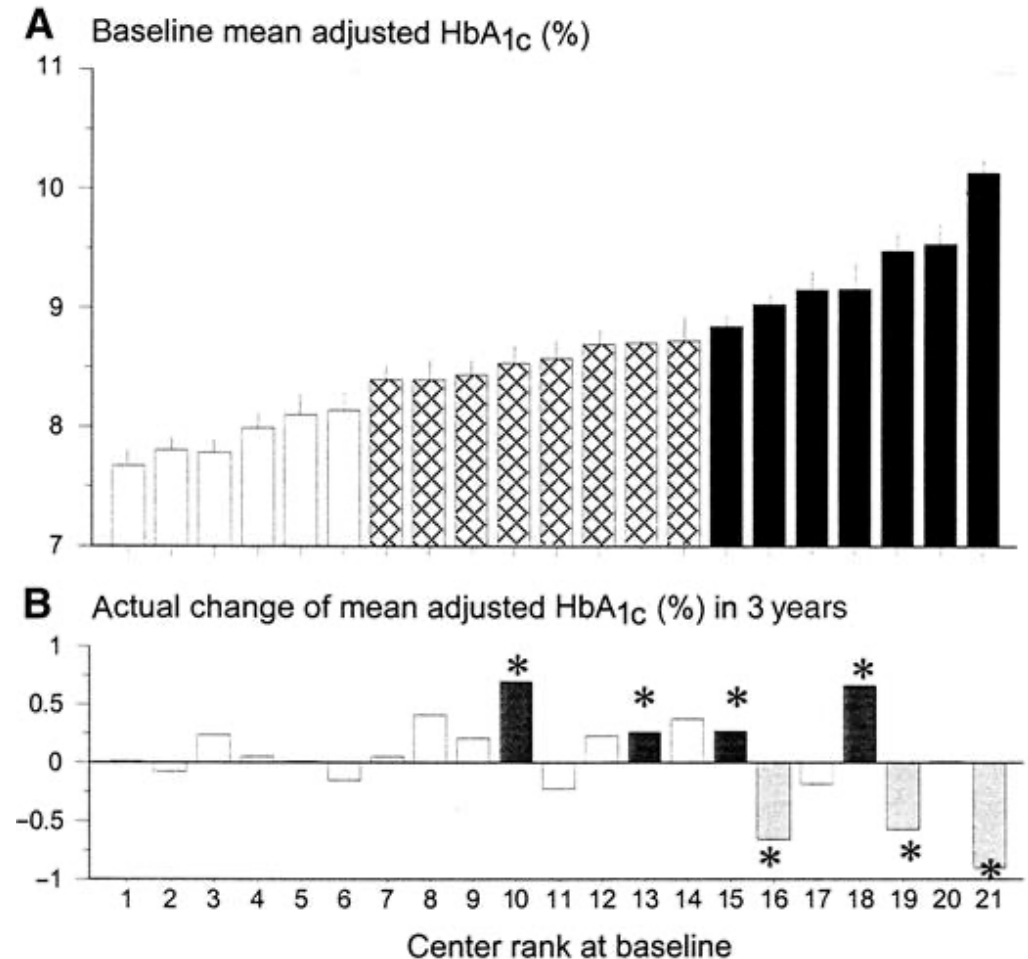 A Baseline mean adjusted HbA1c (%)
11
10
9
8
7
B Actual change of mean adjusted HbA1c (%) in 3 years
1
0.5
0
−0.5
−1
* * * * * * *
1 2 3 4 5 6 7 8 9 10 11 12 13 14 15 16 17 18 19 20 21
Center rank at baseline